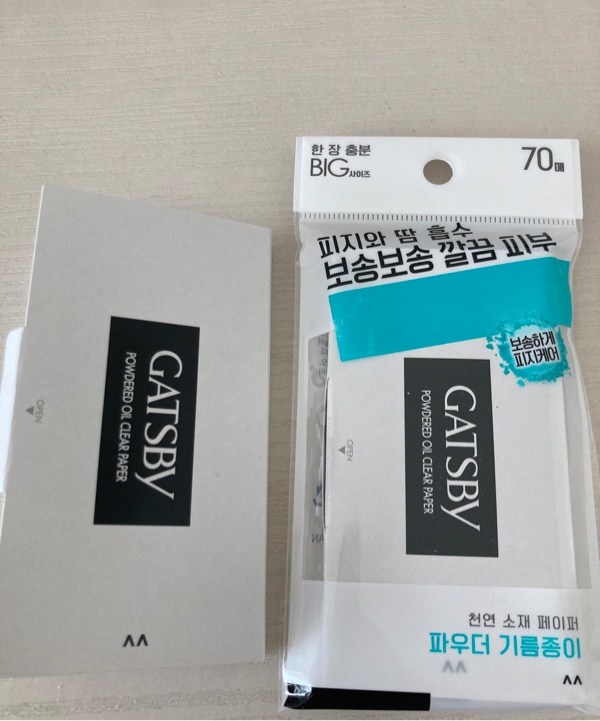 한 장 충분
BIG사이즈
70매
피지와 땀 흡수
보송보송 깔끔 피부
보송하게
피지케어
GATSBY
POWDERED OIL CLEAR PAPER
OPEN
GATSBY
POWDERED OIL CLEAR PAPER
OPEN
천연 소재 페이퍼
파우더 기름종이